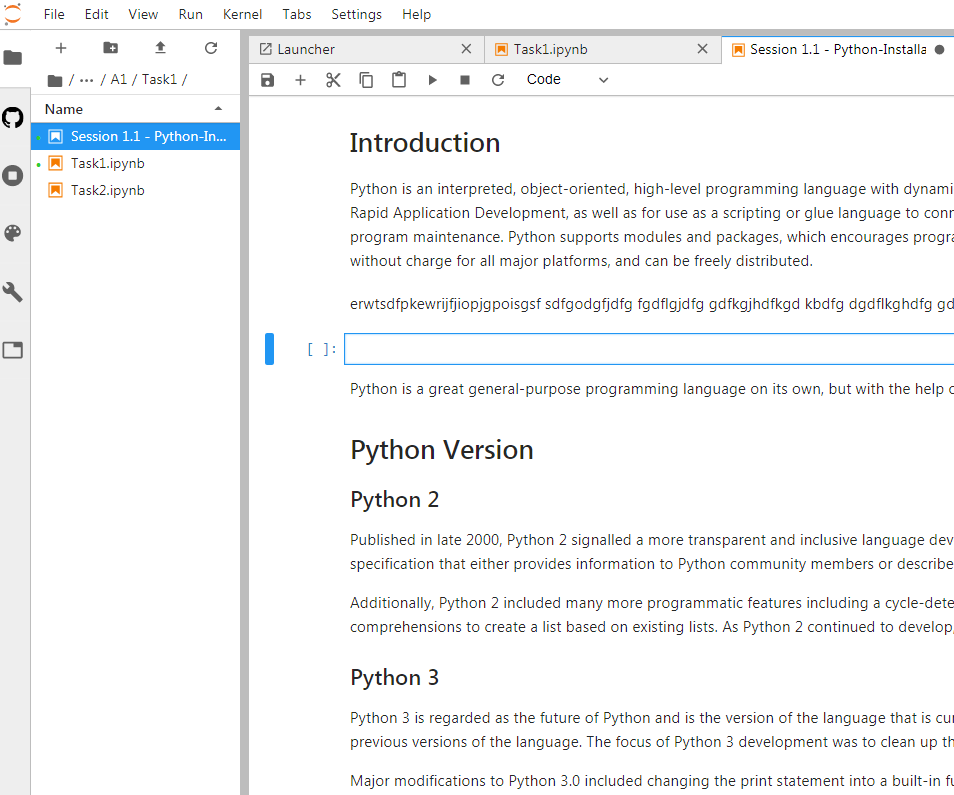 File Edit View Run Kernel Tabs Settings Help
Launcher
Task1.ipynb
Session 1.1 - Python-Installa
/ ··· / A1 / Task1 /
Code
Name
Session 1.1 - Python-In...
Task1.ipynb
Task2.ipynb
Introduction
Python is an interpreted, object-oriented, high-level programming language with dynami
Rapid Application Development, as well as for use as a scripting or glue language to conn
program maintenance. Python supports modules and packages, which encourages progra
without charge for all major platforms, and can be freely distributed.
erwtsdfpkewrijfjiopjgpoisgsf sdfgodgfjdfg fgdflgjdfg gdfkgjhdfkgd kbdfg dgdflkghdfg gd
[ ]:
Python is a great general-purpose programming language on its own, but with the help o
Python Version
Python 2
Published in late 2000, Python 2 signalled a more transparent and inclusive language dev
specification that either provides information to Python community members or describe
Additionally, Python 2 included many more programmatic features including a cycle-dete
comprehensions to create a list based on existing lists. As Python 2 continued to develop,
Python 3
Python 3 is regarded as the future of Python and is the version of the language that is cur
previous versions of the language. The focus of Python 3 development was to clean up th
Major modifications to Python 3.0 included changing the print statement into a built-in fu